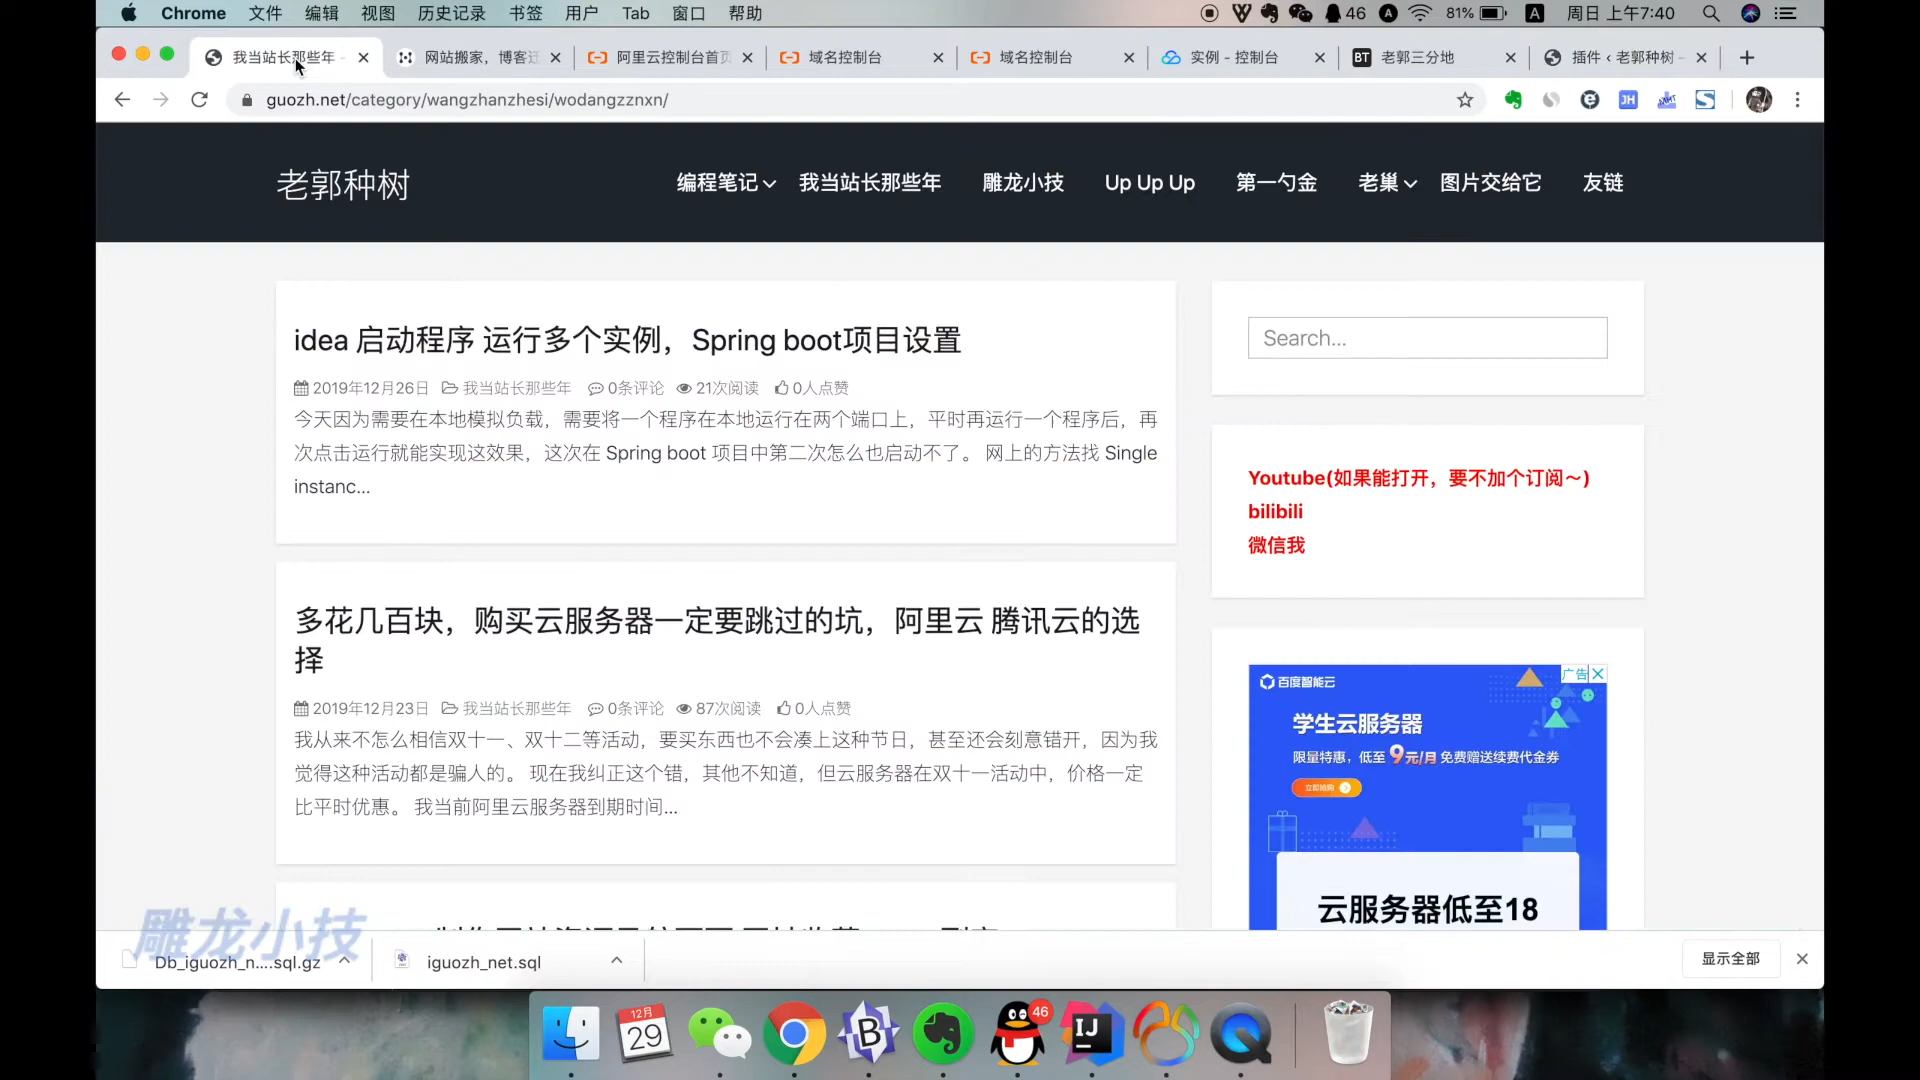 Chrome 文件 编辑 视图 历史记录 书签 用户 Tab 窗口 帮助 46 81% A 周日 上午7:40
我当站长那些年 - 网站搬家，博客迁 阿里云控制台首页 域名控制台 域名控制台 实例 - 控制台 BT 老郭三分地 插件 ‹ 老郭种树 -
guozh.net/category/wangzhanzhesi/wodangzznxn/
JH
老郭种树
编程笔记 我当站长那些年 雕龙小技 Up Up Up 第一勺金 老巢 图片交给它 友链
idea 启动程序 运行多个实例，Spring boot项目设置
2019年12月26日 我当站长那些年 0条评论 21次阅读 0人点赞
今天因为需要在本地模拟负载，需要将一个程序在本地运行在两个端口上，平时再运行一个程序后，再
次点击运行就能实现这效果，这次在 Spring boot 项目中第二次怎么也启动不了。 网上的方法找 Single
instanc...
多花几百块，购买云服务器一定要跳过的坑，阿里云 腾讯云的选
择
2019年12月23日 我当站长那些年 0条评论 87次阅读 0人点赞
我从来不怎么相信双十一、双十二等活动，要买东西也不会凑上这种节日，甚至还会刻意错开，因为我
觉得这种活动都是骗人的。 现在我纠正这个错，其他不知道，但云服务器在双十一活动中，价格一定
比平时优惠。 我当前阿里云服务器到期时间...
Search...
Youtube(如果能打开，要不加个订阅～)
bilibili
微信我
百度智能云
广告
学生云服务器
限量特惠，低至9元/月 免费赠送续费代金券
立即抢购
云服务器低至18
雕龙小技
Db_iguozh_n....sql.gz
iguozh_net.sql
显示全部
12月
29
B
46
IJ